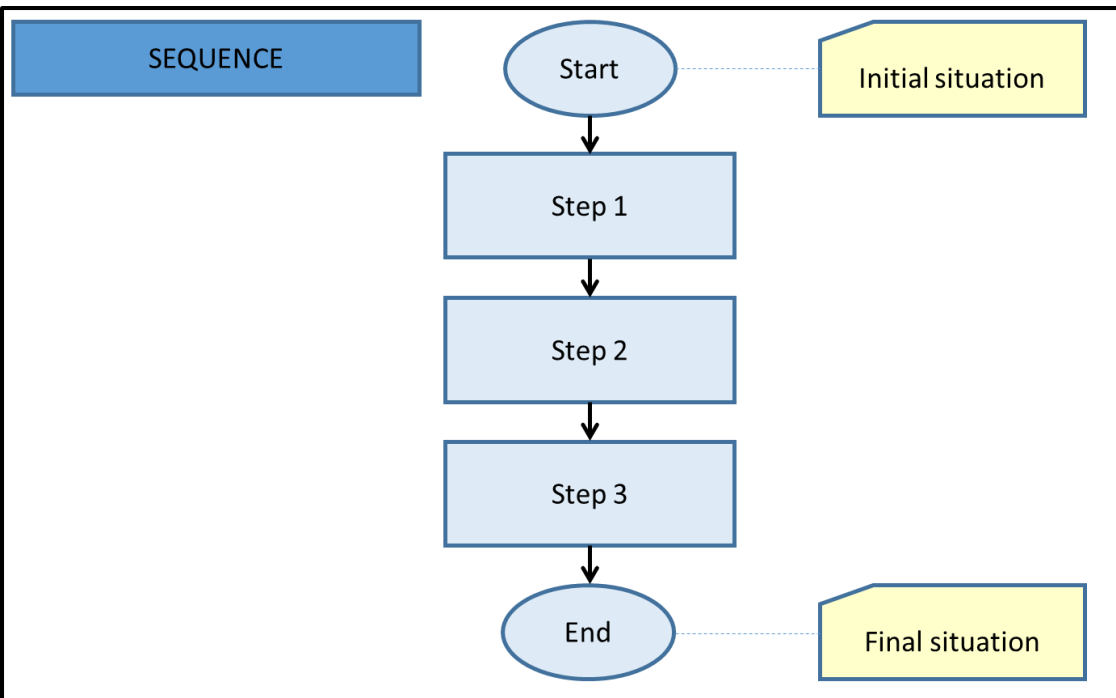 SEQUENCE
Start
Initial situation
Step 1
Step 2
Step 3
End
Final situation